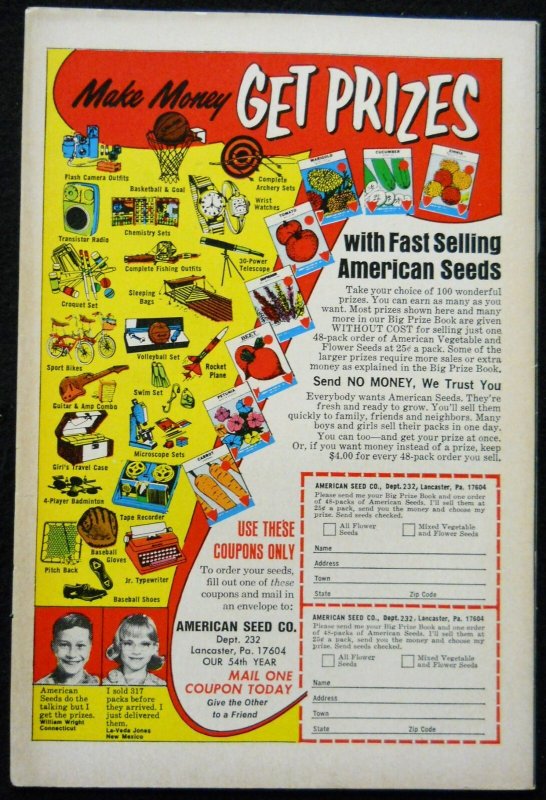 Make Money GET PRIZES
Flash Camera Outfits
Basketball & Goal
Complete
Archery Sets
Wrist
Watches
Transistor Radio
Chemistry Sets
Complete Fishing Outfits
30-Power
Telescope
Croquet Set
Sleeping
Bags
Sport Bikes
Volleyball Set
Rocket
Plane
Guitar & Amp Combo
Swim Set
Girl's Travel Case
Microscope Sets
4-Player Badminton
Tape Recorder
Pitch Back
Baseball
Gloves
Jr. Typewriter
Baseball Shoes
MARIGOLD
CUCUMBER
ZINNIA
TOMATO
BEET
PETUNIA
CARROT
with Fast Selling
American Seeds
Take your choice of 100 wonderful
prizes. You can earn as many as you
want. Most prizes shown here and many
more in our Big Prize Book are given
WITHOUT COST for selling just one
48-pack order of American Vegetable and
Flower Seeds at 25¢ a pack. Some of the
larger prizes require more sales or extra
money as explained in the Big Prize Book.
Send NO MONEY, We Trust You
Everybody wants American Seeds. They're
fresh and ready to grow. You'll sell them
quickly to family, friends and neighbors. Many
boys and girls sell their packs in one day.
You can too—and get your prize at once.
Or, if you want money instead of a prize, keep
$4.00 for every 48-pack order you sell.
USE THESE
COUPONS ONLY
To order your seeds,
fill out one of these
coupons and mail in
an envelope to:
AMERICAN SEED CO.
Dept. 232
Lancaster, Pa. 17604
OUR 54th YEAR
MAIL ONE
COUPON TODAY
Give the Other
to a Friend
AMERICAN SEED CO., Dept. 232, Lancaster, Pa. 17604
Please send me your Big Prize Book and one order
of 48-packs of American Seeds. I'll sell them at
25¢ a pack, send you the money and choose my
prize. Send seeds checked.
All Flower
Seeds
Mixed Vegetable
and Flower Seeds
Name
Address
Town
State Zip Code
AMERICAN SEED CO., Dept. 232, Lancaster, Pa. 17604
Please send me your Big Prize Book and one order
of 48-packs of American Seeds. I'll sell them at
25¢ a pack, send you the money and choose my
prize. Send seeds checked.
All Flower
Seeds
Mixed Vegetable
and Flower Seeds
Name
Address
Town
State Zip Code
American
Seeds do the
talking but I
get the prizes.
William Wright
Connecticut
I sold 317
packs before
they arrived. I
just delivered
them.
La-Veda Jones
New Mexico